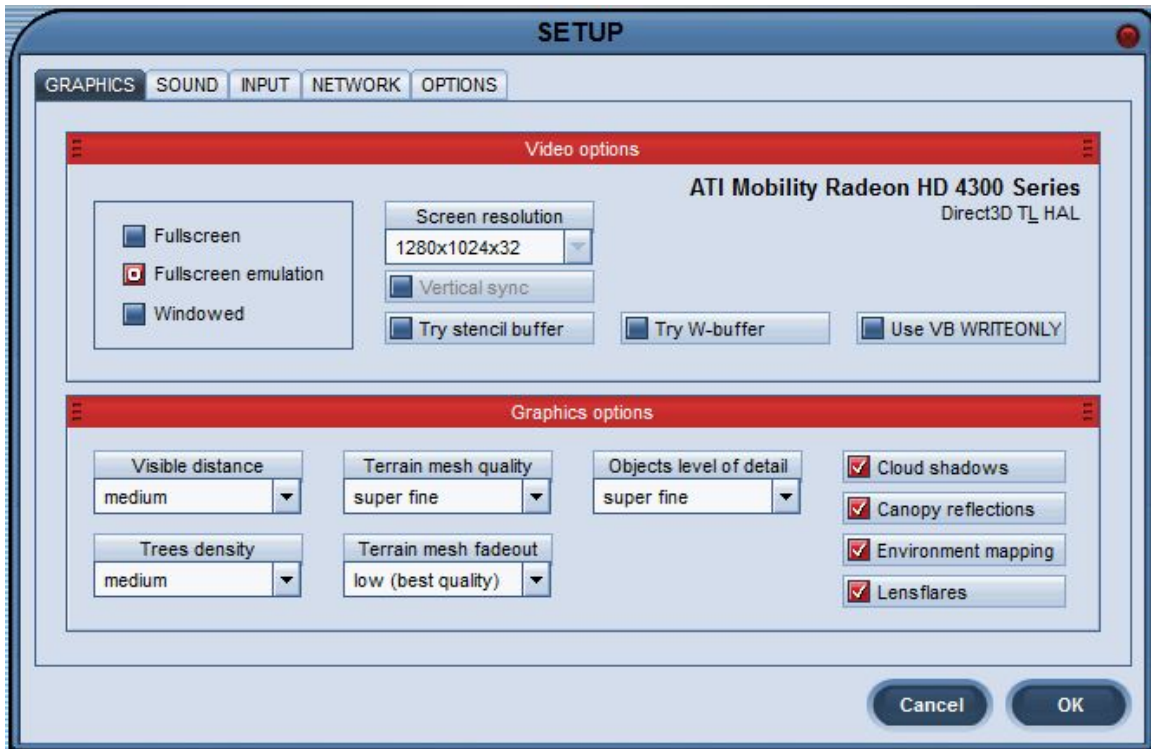 SETUP
GRAPHICS SOUND INPUT NETWORK OPTIONS
Video options
ATI Mobility Radeon HD 4300 Series
Direct3D TL HAL
Fullscreen
Fullscreen emulation
Windowed
Screen resolution
1280x1024x32
Vertical sync
Try stencil buffer
Try W-buffer
Use VB WRITEONLY
Graphics options
Visible distance
medium
Terrain mesh quality
super fine
Objects level of detail
super fine
Trees density
medium
Terrain mesh fadeout
low (best quality)
Cloud shadows
Canopy reflections
Environment mapping
Lensflares
Cancel
OK